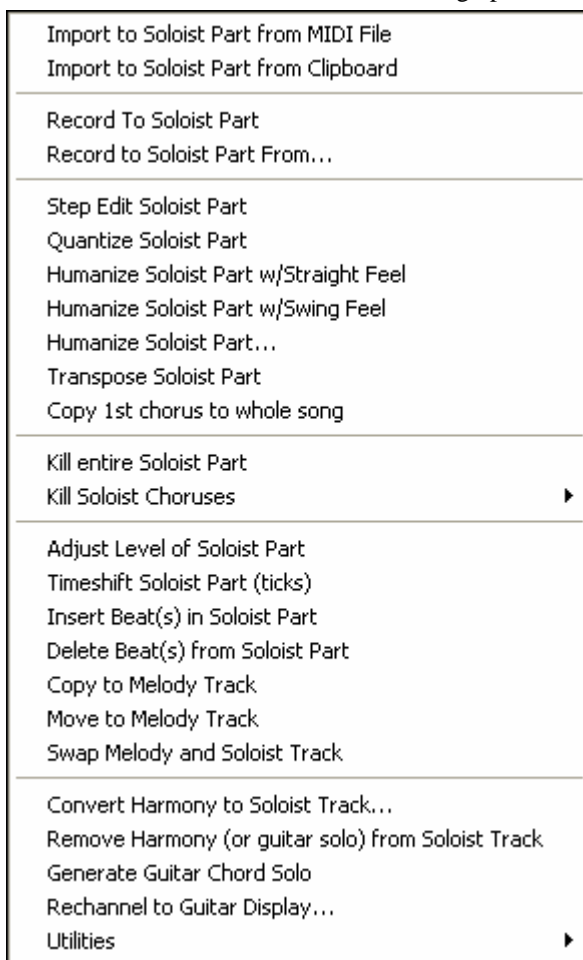 Import to Soloist Part from MIDI File
Import to Soloist Part from Clipboard
Record To Soloist Part
Record to Soloist Part From...
Step Edit Soloist Part
Quantize Soloist Part
Humanize Soloist Part w/Straight Feel
Humanize Soloist Part w/Swing Feel
Humanize Soloist Part...
Transpose Soloist Part
Copy 1st chorus to whole song
Kill entire Soloist Part
Kill Soloist Choruses
Adjust Level of Soloist Part
Timeshift Soloist Part (ticks)
Insert Beat(s) in Soloist Part
Delete Beat(s) from Soloist Part
Copy to Melody Track
Move to Melody Track
Swap Melody and Soloist Track
Convert Harmony to Soloist Track...
Remove Harmony (or guitar solo) from Soloist Track
Generate Guitar Chord Solo
Rechannel to Guitar Display...
Utilities